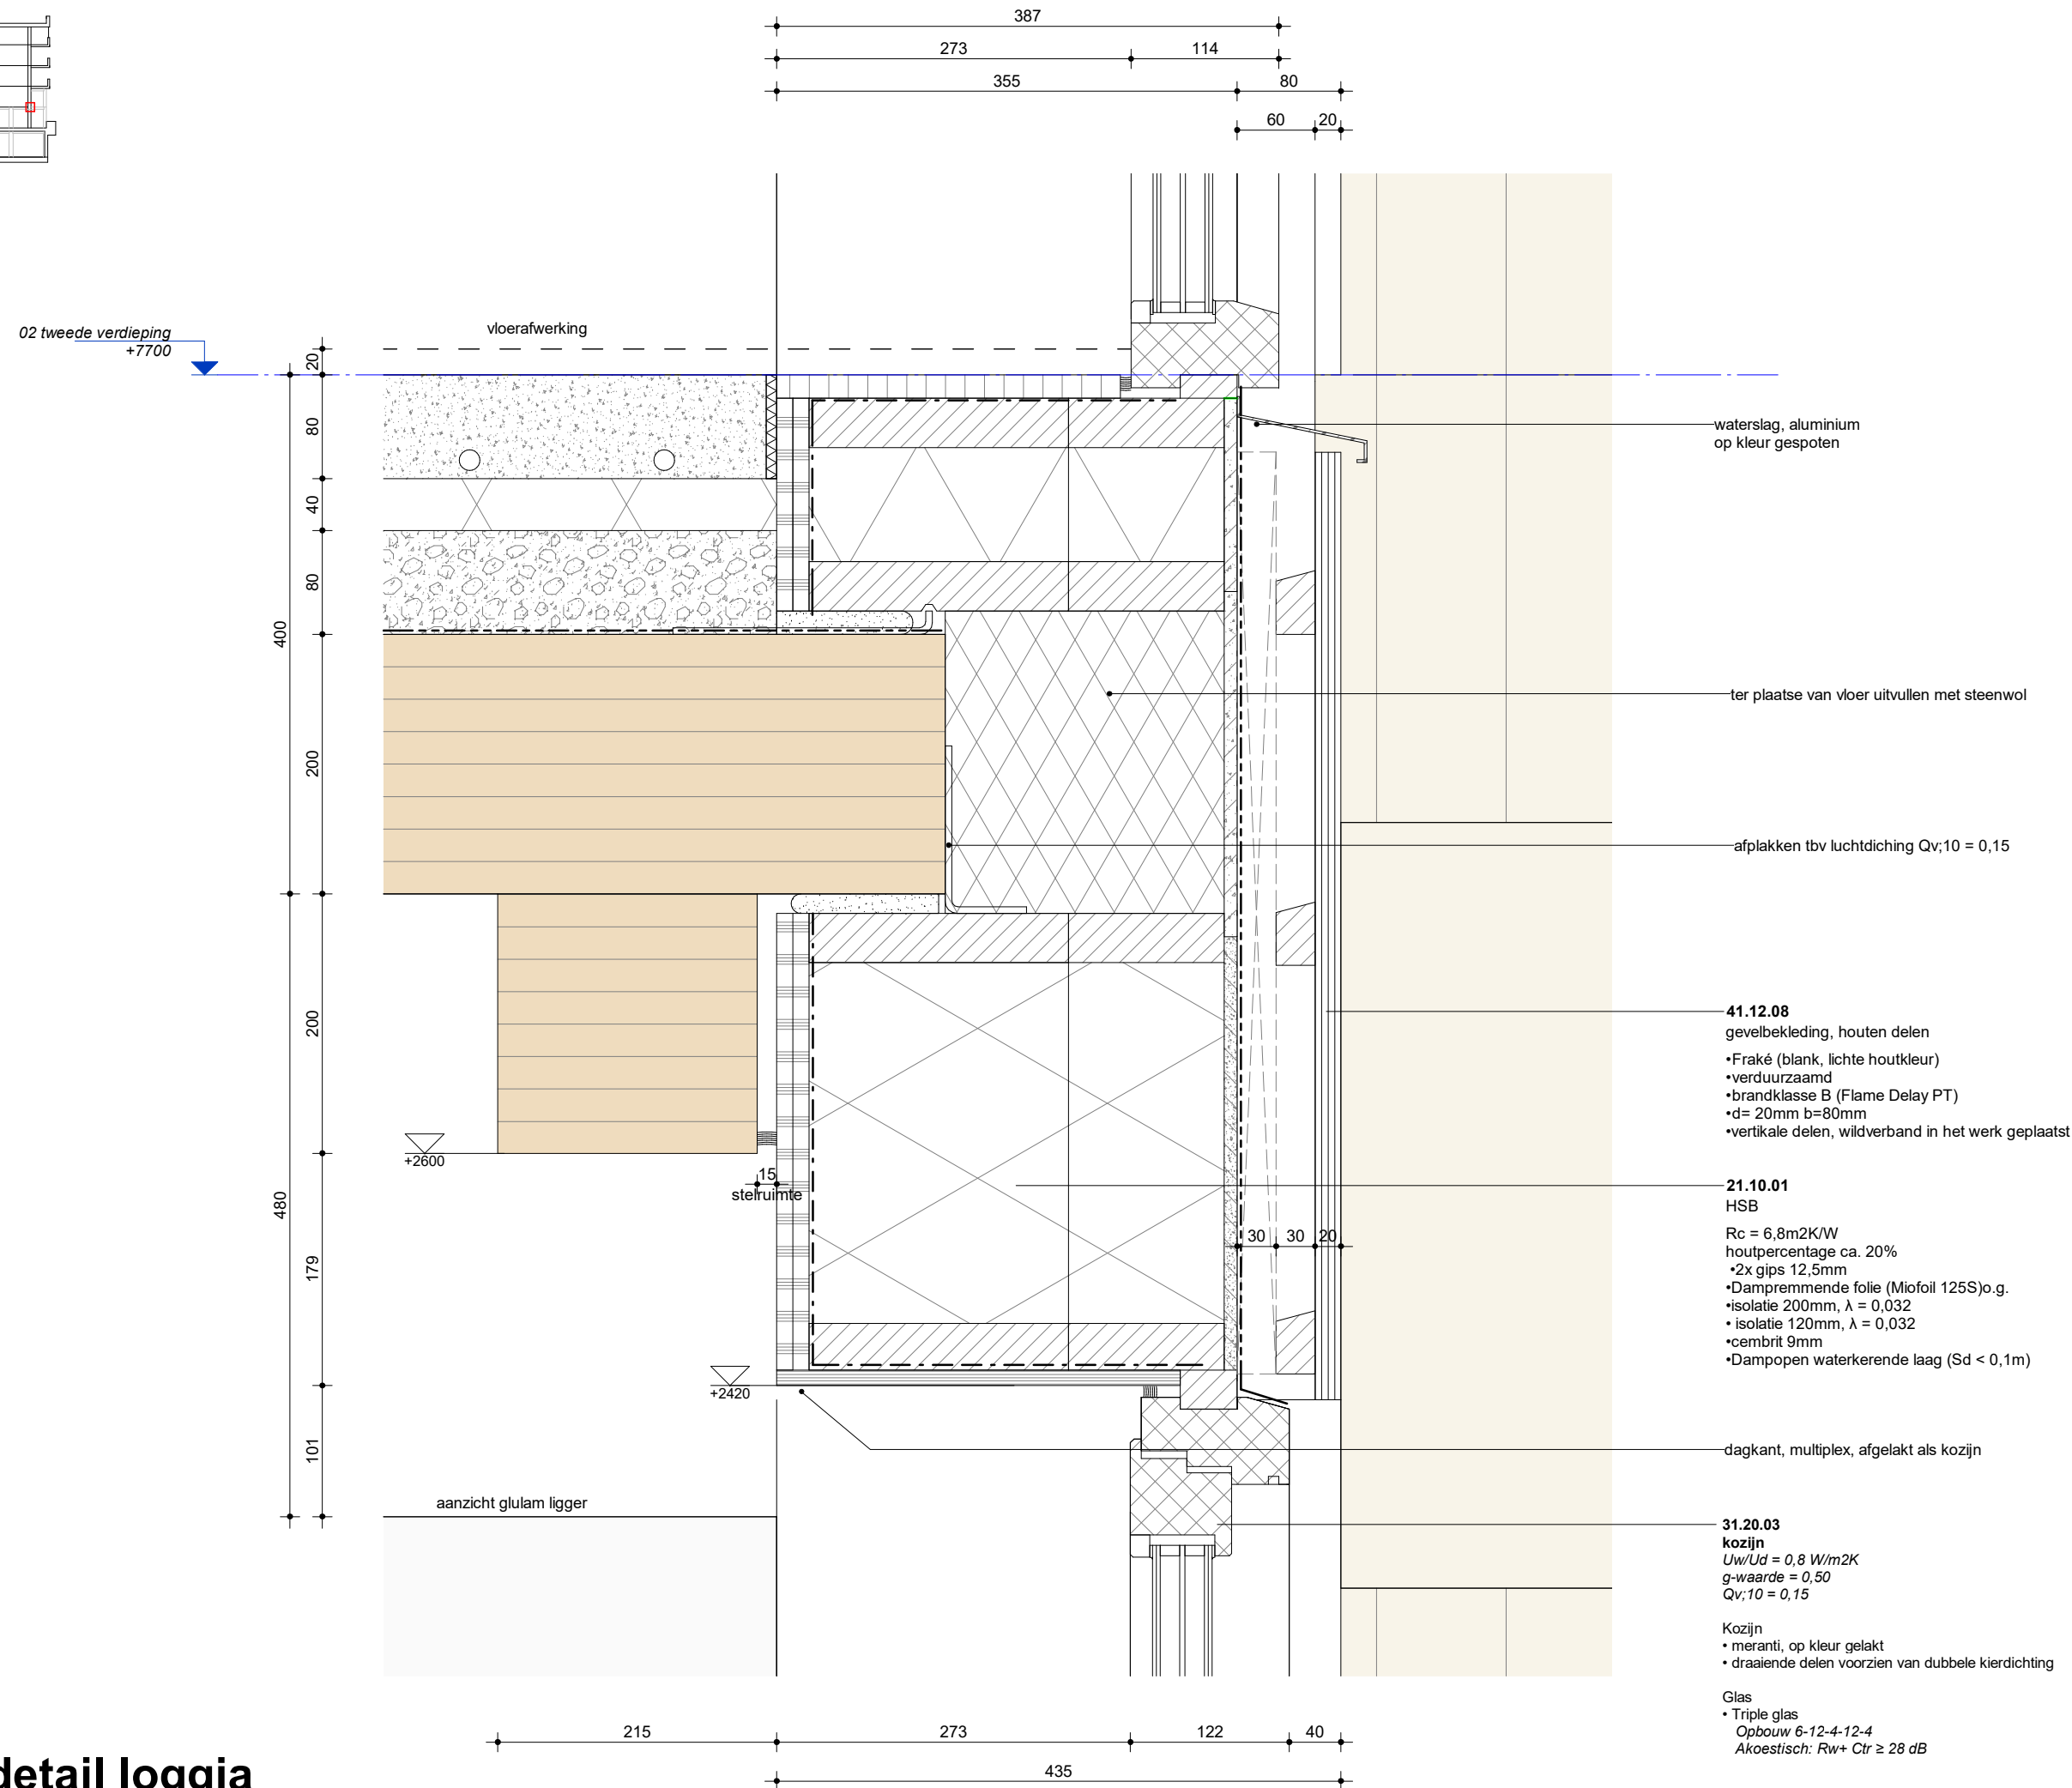 387
273
114
355
80
60
20
02 tweede verdieping
+7700
vloerafwerking
20
80
40
80
400
200
200
480
179
101
waterslag, aluminium
op kleur gespoten
ter plaatse van vloer uitvullen met steenwol
afplakken tbv luchtdiching Qv;10 = 0,15
41.12.08
gevelbekleding, houten delen
•Fraké (blank, lichte houtkleur)
•verduurzaamd
•brandklasse B (Flame Delay PT)
•d= 20mm b=80mm
•vertikale delen, wildverband in het werk geplaatst
+2600
15
stelruimte
21.10.01
HSB
Rc = 6,8m2K/W
houtpercentage ca. 20%
•2x gips 12,5mm
•Dampremmende folie (Miofoil 125S)o.g.
•isolatie 200mm, λ = 0,032
• isolatie 120mm, λ = 0,032
•cembrit 9mm
•Dampopen waterkerende laag (Sd < 0,1m)
30
30
20
+2420
dagkant, multiplex, afgelakt als kozijn
aanzicht glulam ligger
31.20.03
kozijn
Uw/Ud = 0,8 W/m2K
g-waarde = 0,50
Qv;10 = 0,15
Kozijn
• meranti, op kleur gelakt
• draaiende delen voorzien van dubbele kierdichting
Glas
• Triple glas
Opbouw 6-12-4-12-4
Akoestisch: Rw+ Ctr ≥ 28 dB
215
273
122
40
435
detail loggia